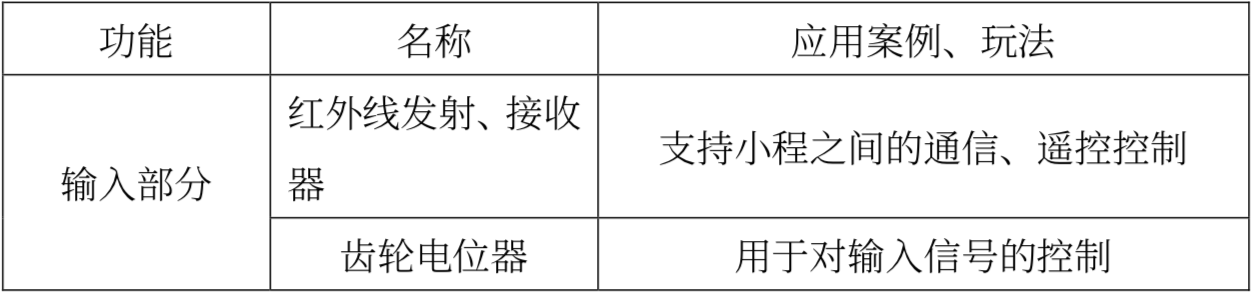 功能 名称 应用案例、玩法
输入部分
红外线发射、接收
器
支持小程之间的通信、遥控控制
齿轮电位器 用于对输入信号的控制